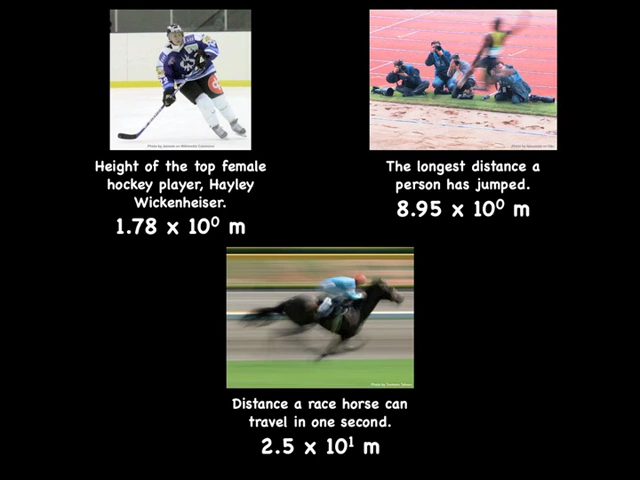 Height of the top female
hockey player, Hayley
Wickenheiser.
1.78 x 10⁰ m
The longest distance a
person has jumped.
8.95 x 10⁰ m
Distance a race horse can
travel in one second.
2.5 x 10¹ m